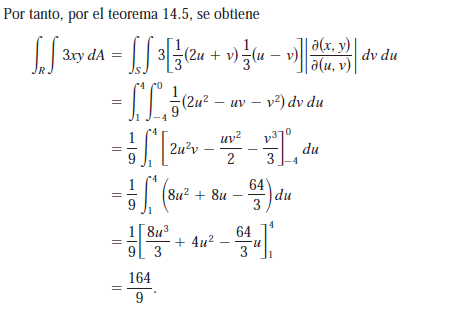 Por tanto, por el teorema 14.5, se obtiene
∫_R∫ 3xy dA = ∫_S∫ 3[1/3(2u + v) 1/3(u − v)] |∂(x, y)/∂(u, v)| dv du
= ∫_1^4 ∫_{−4}^0 1/9(2u² − uv − v²) dv du
= 1/9 ∫_1^4 [2u²v − uv²/2 − v³/3]_{−4}^0 du
= 1/9 ∫_1^4 (8u² + 8u − 64/3) du
= 1/9 [8u³/3 + 4u² − 64/3 u]_1^4
= 164/9.